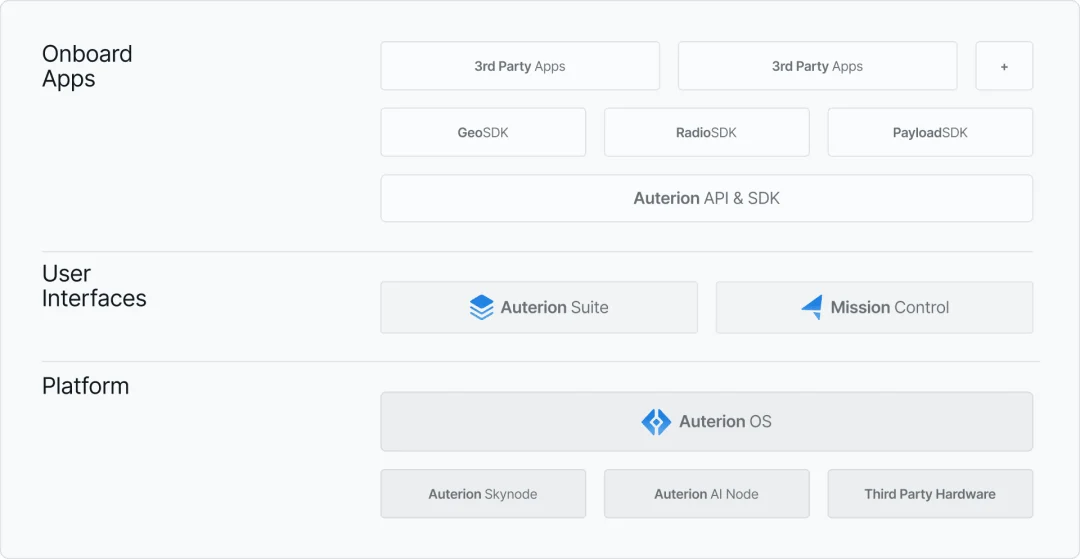 Onboard
Apps
3rd Party Apps
3rd Party Apps
+
GeoSDK
RadioSDK
PayloadSDK
Auterion API & SDK
User
Interfaces
Auterion Suite
Mission Control
Platform
Auterion OS
Auterion Skynode
Auterion AI Node
Third Party Hardware